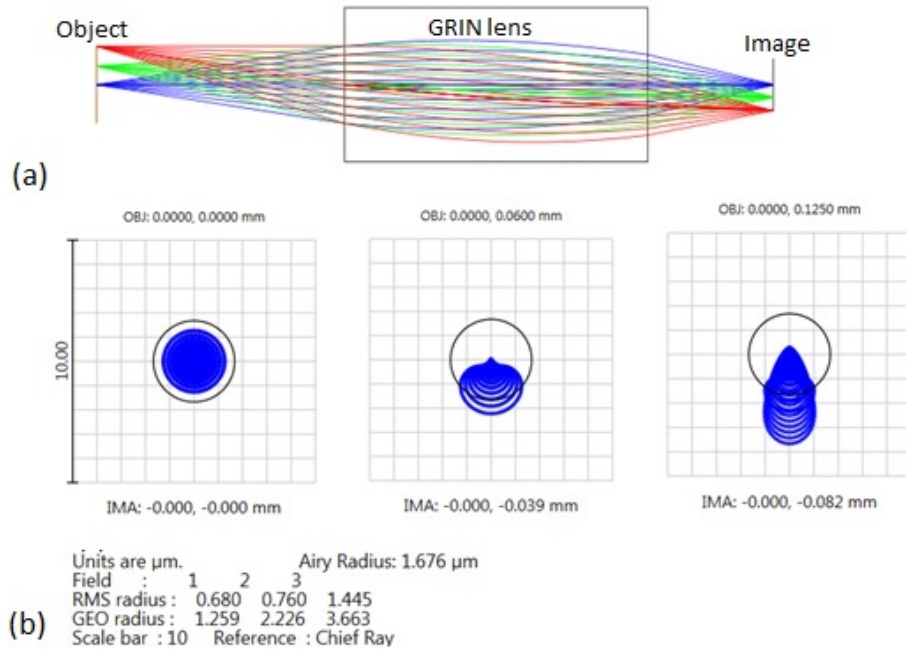 Object
GRIN lens
Image
(a)
OBJ: 0.0000, 0.0000 mm
OBJ: 0.0000, 0.0600 mm
OBJ: 0.0000, 0.1250 mm
10.00
IMA: -0.000, -0.000 mm
IMA: -0.000, -0.039 mm
IMA: -0.000, -0.082 mm
Units are µm. Airy Radius: 1.676 µm
Field : 1 2 3
RMS radius : 0.680 0.760 1.445
GEO radius : 1.259 2.226 3.663
(b) Scale bar : 10 Reference : Chief Ray